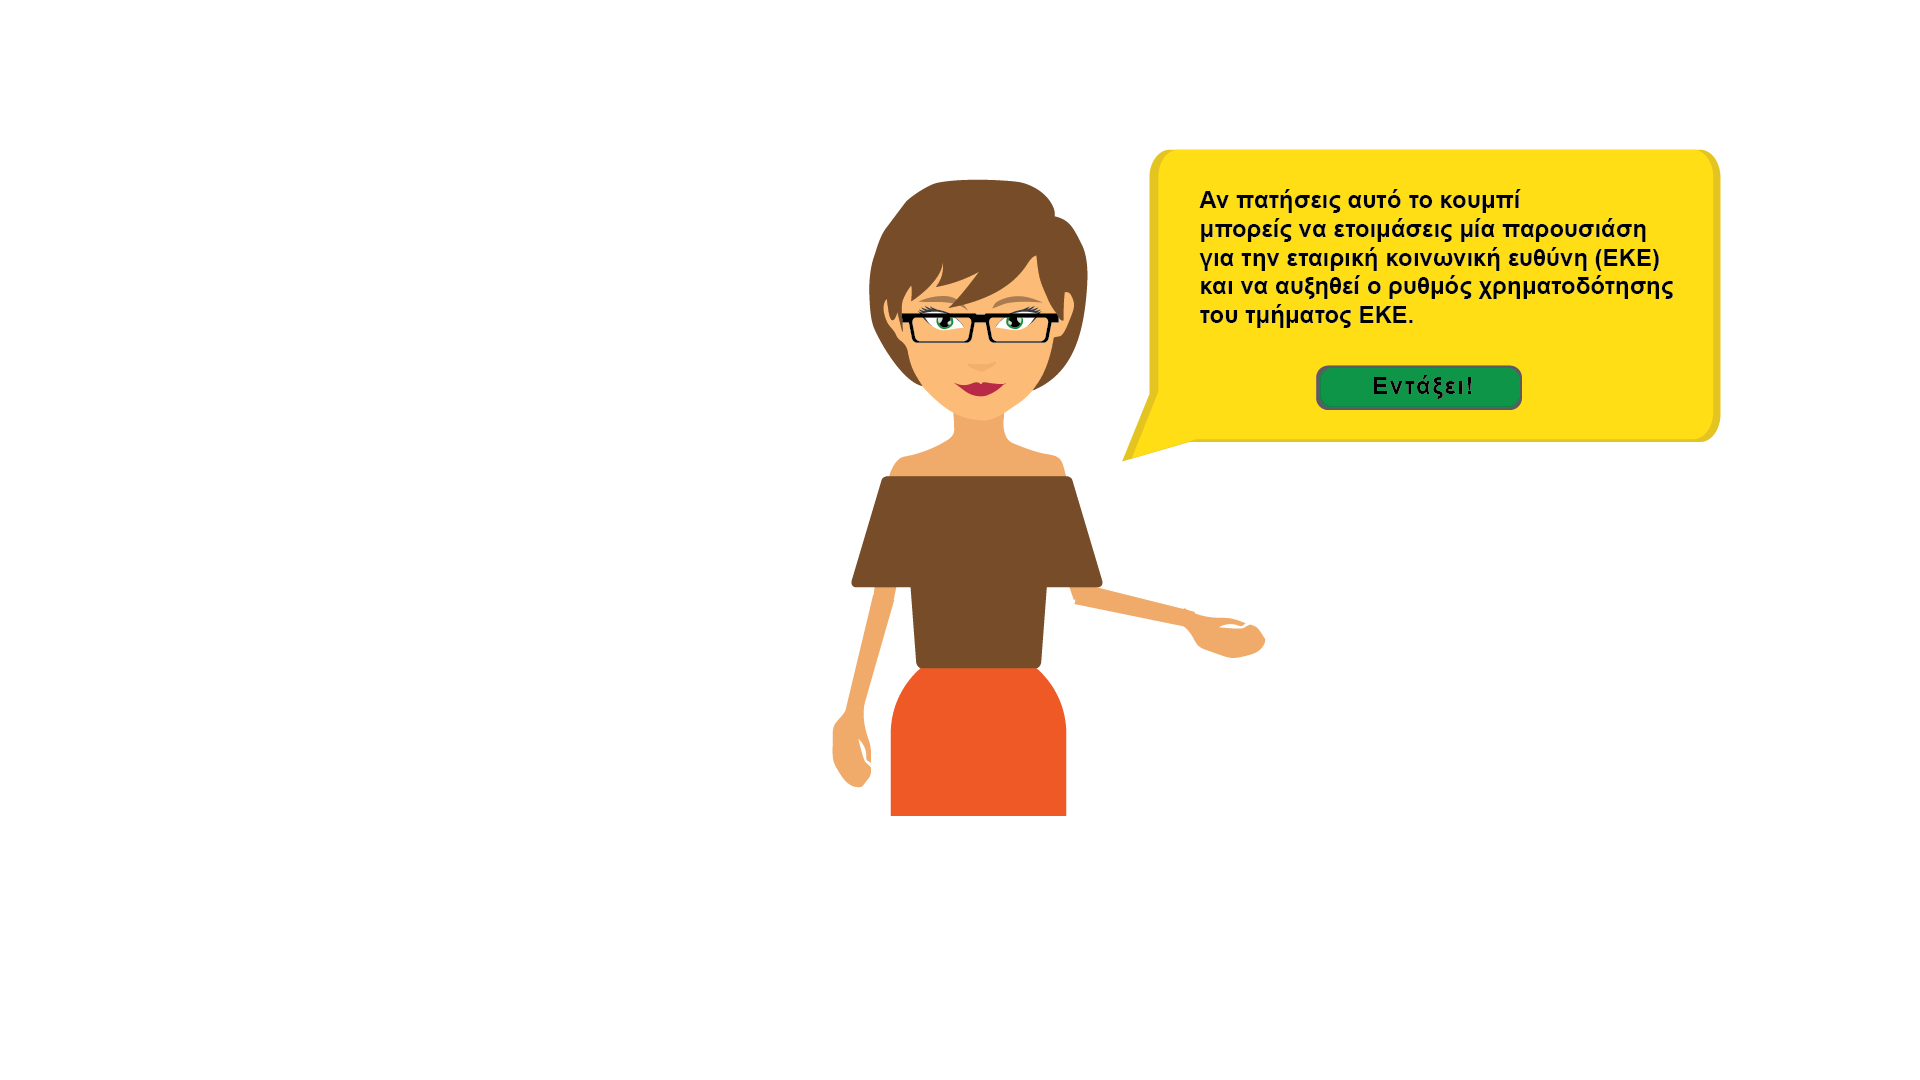 Αν πατήσεις αυτό το κουμπί
μπορείς να ετοιμάσεις μία παρουσιάση
για την εταιρική κοινωνική ευθύνη (ΕΚΕ)
και να αυξηθεί ο ρυθμός χρηματοδότησης
του τμήματος ΕΚΕ.
Εντάξει!